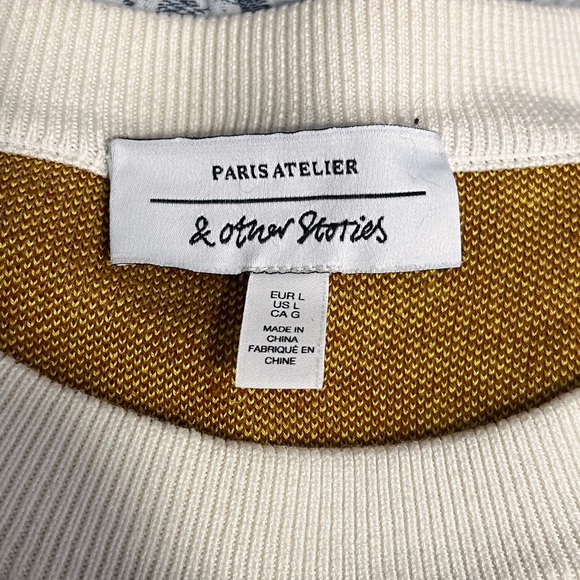 PARIS ATELIER
& other Stories
EUR L
US L
CA G
MADE IN
CHINA
FABRIQUÉ EN
CHINE